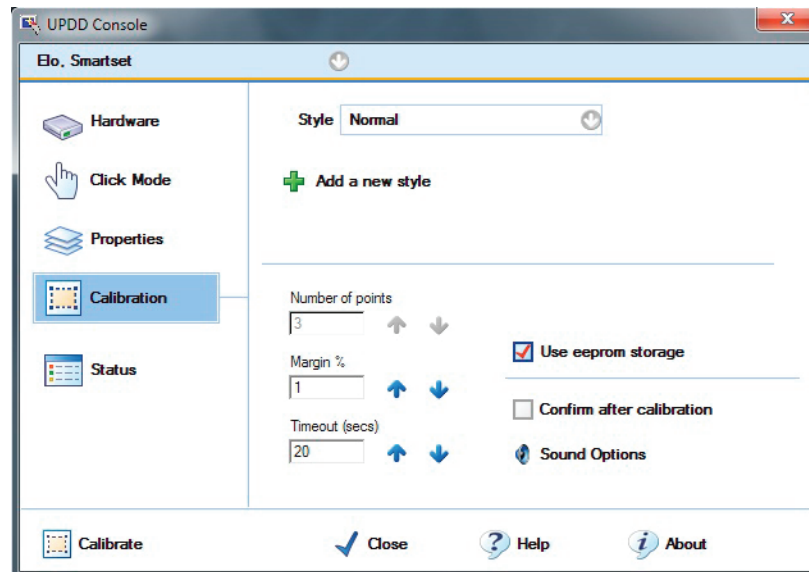 UPDD Console
Elo, Smartset
Hardware
Click Mode
Properties
Calibration
Status
Style Normal
Add a new style
Number of points
3
Margin %
1
Timeout (secs)
20
Use eeprom storage
Confirm after calibration
Sound Options
Calibrate
Close
Help
About